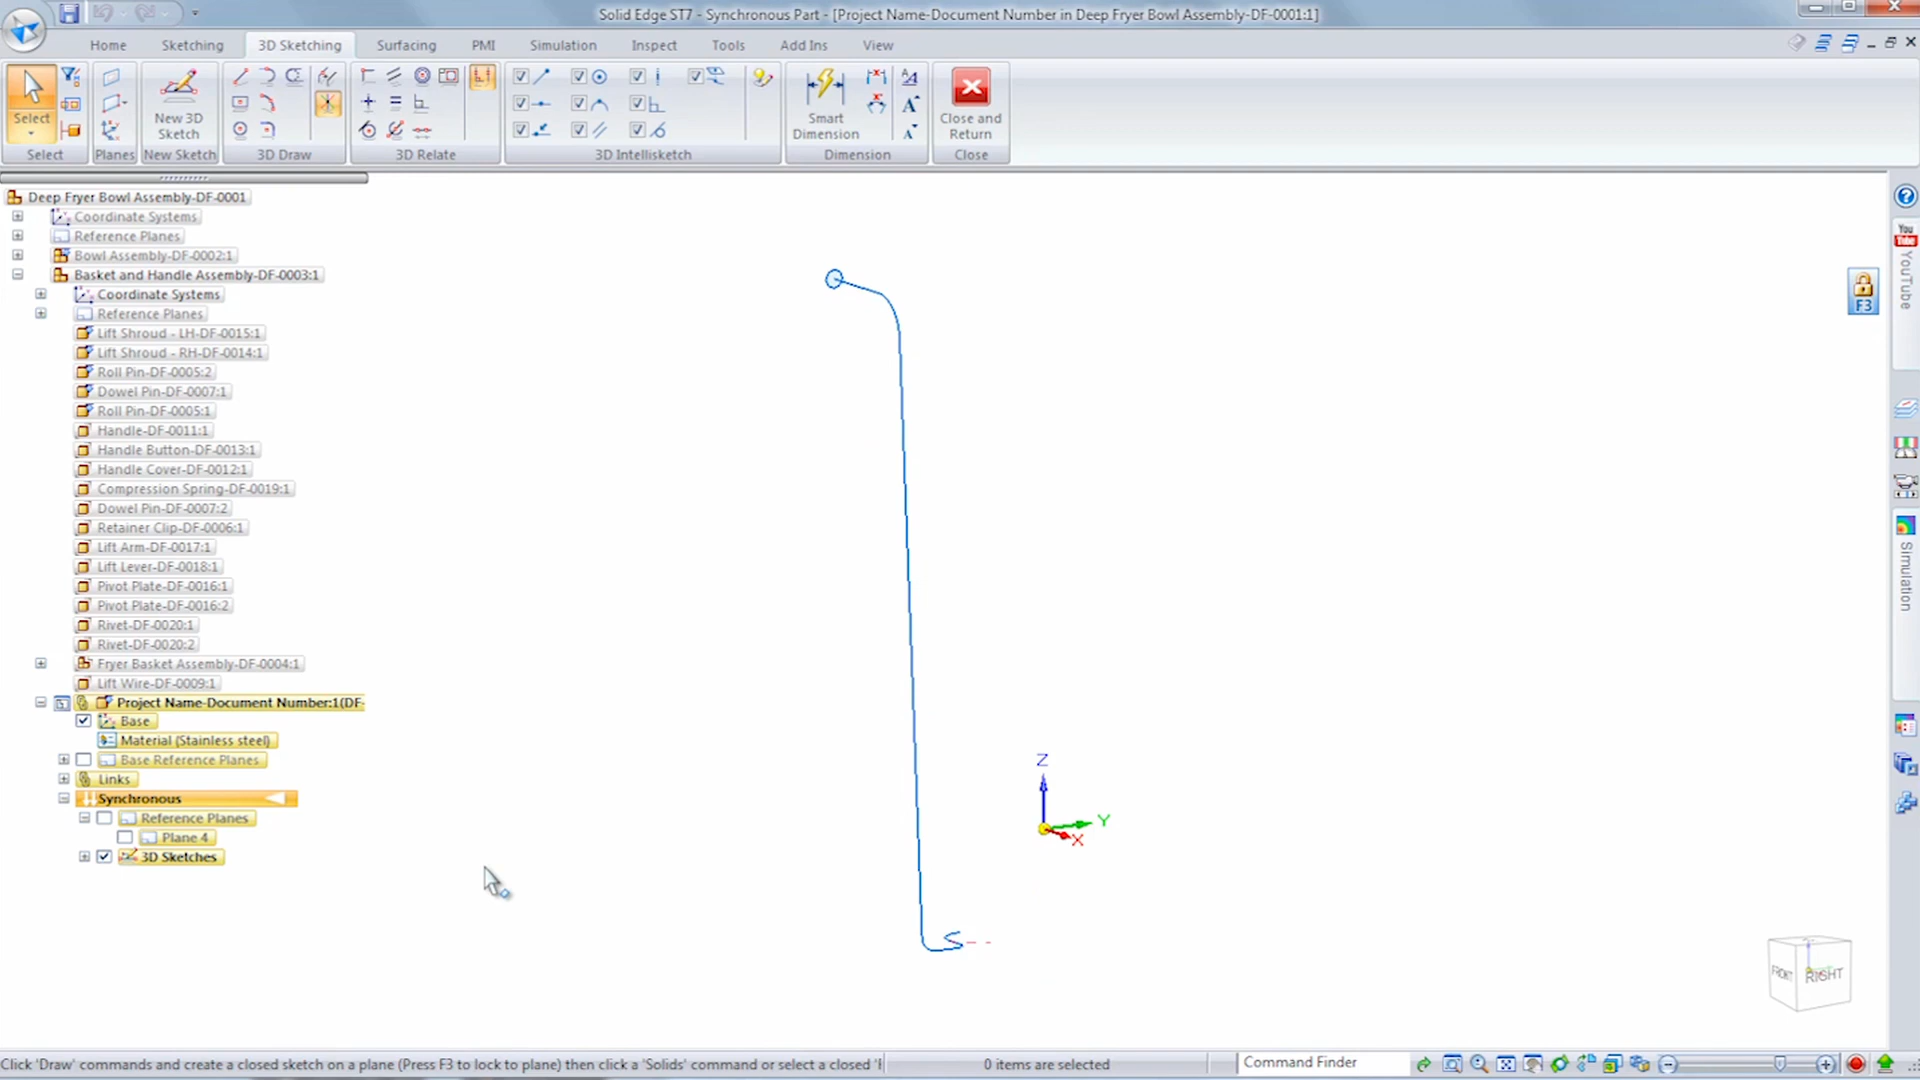 Solid Edge ST7 - Synchronous Part - [Project Name-Document Number in Deep Fryer Bowl Assembly-DF-0001:1]
Home Sketching 3D Sketching Surfacing PMI Simulation Inspect Tools Add Ins View
Select
New 3D Sketch
Smart Dimension
Close and Return
Select Planes New Sketch 3D Draw 3D Relate 3D Intellisketch Dimension Close
Deep Fryer Bowl Assembly-DF-0001
Coordinate Systems
Reference Planes
Bowl Assembly-DF-0002:1
Basket and Handle Assembly-DF-0003:1
Coordinate Systems
Reference Planes
Lift Shroud - LH-DF-0015:1
Lift Shroud - RH-DF-0014:1
Roll Pin-DF-0005:2
Dowel Pin-DF-0007:1
Roll Pin-DF-0005:1
Handle-DF-0011:1
Handle Button-DF-0013:1
Handle Cover-DF-0012:1
Compression Spring-DF-0019:1
Dowel Pin-DF-0007:2
Retainer Clip-DF-0006:1
Lift Arm-DF-0017:1
Lift Lever-DF-0018:1
Pivot Plate-DF-0016:1
Pivot Plate-DF-0016:2
Rivet-DF-0020:1
Rivet-DF-0020:2
Fryer Basket Assembly-DF-0004:1
Lift Wire-DF-0009:1
Project Name-Document Number:1(DF-
Base
Material (Stainless steel)
Base Reference Planes
Links
Synchronous
Reference Planes
Plane 4
3D Sketches
Z
Y
X
F3
You Tube
YouTube
Simulation
FRONT
RIGHT
Click 'Draw' commands and create a closed sketch on a plane (Press F3 to lock to plane) then click a 'Solids' command or select a closed 'f
0 items are selected
Command Finder